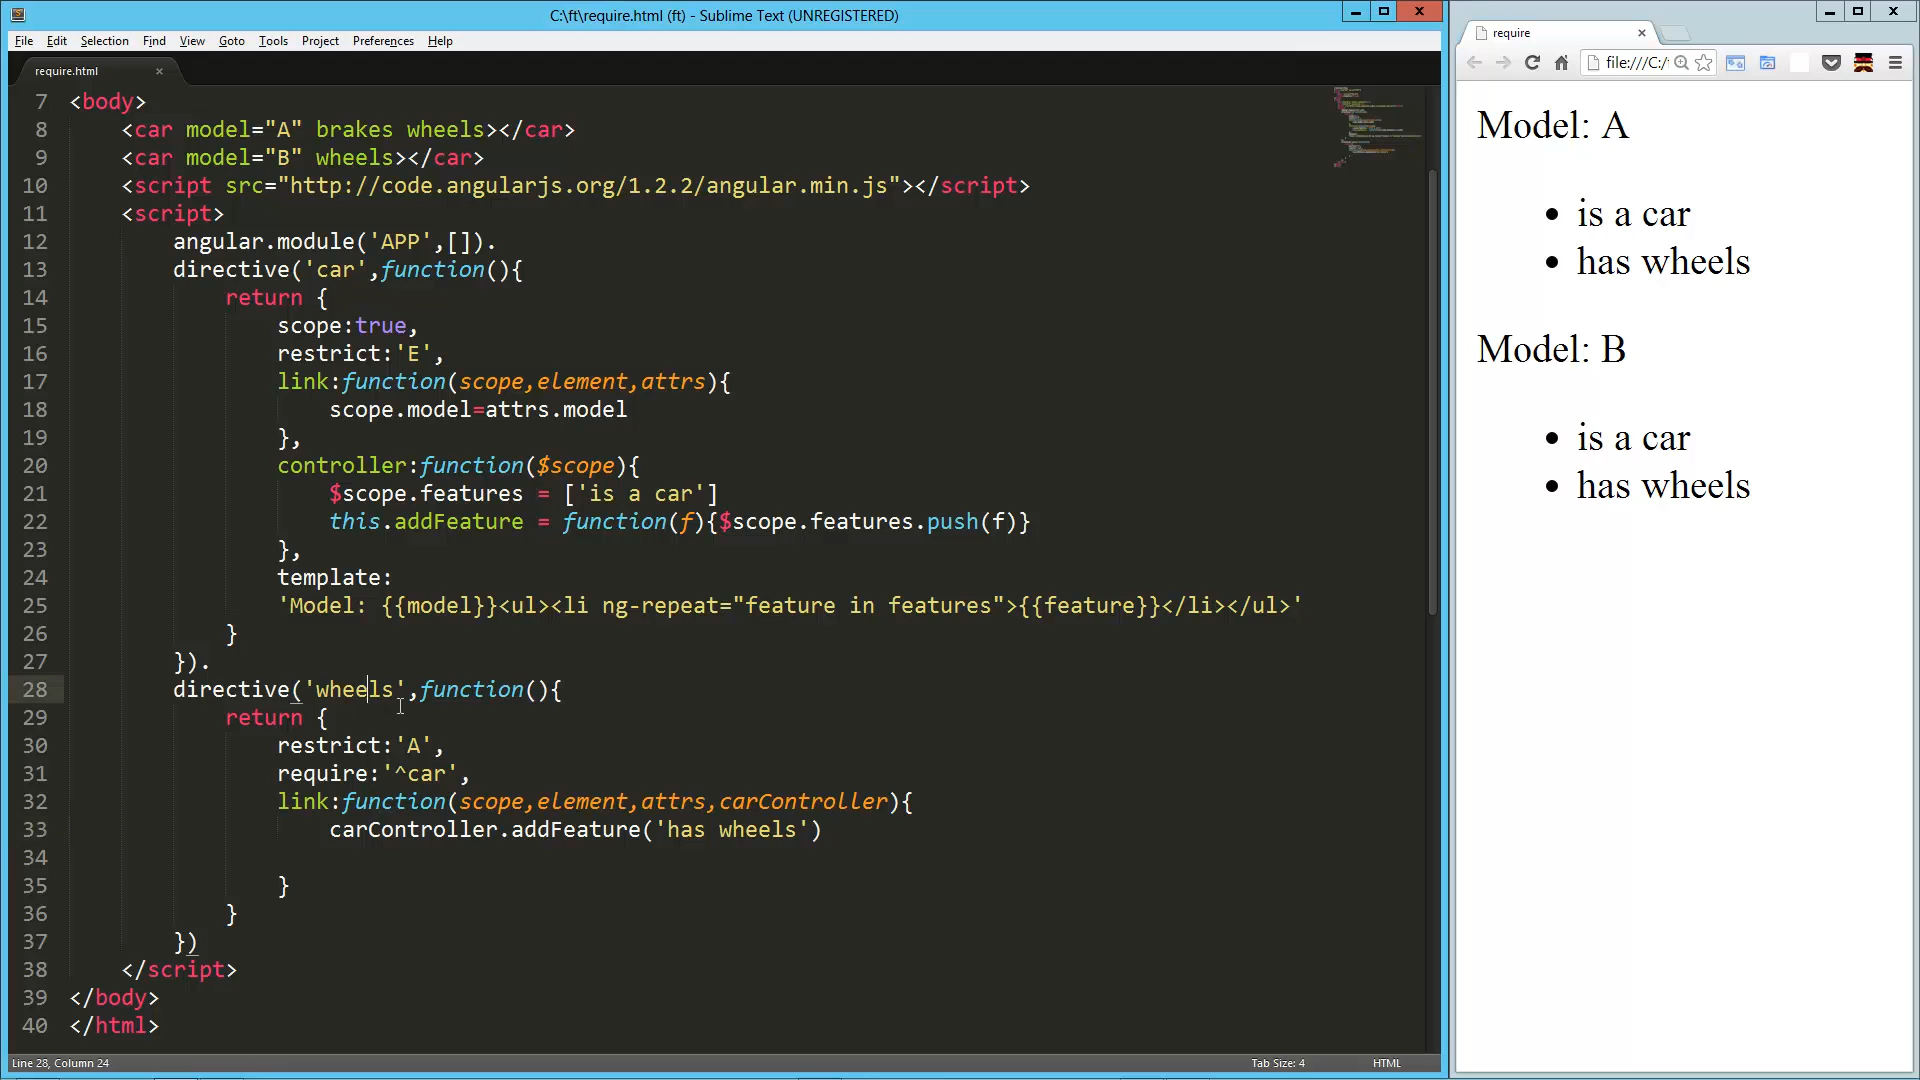 C:\ft\require.html (ft) - Sublime Text (UNREGISTERED)
File Edit Selection Find View Goto Tools Project Preferences Help
require.html
7 <body>
8 <car model="A" brakes wheels></car>
9 <car model="B" wheels></car>
10 <script src="http://code.angularjs.org/1.2.2/angular.min.js"></script>
11 <script>
12 angular.module('APP',[]).
13 directive('car',function(){
14 return {
15 scope:true,
16 restrict:'E',
17 link:function(scope,element,attrs){
18 scope.model=attrs.model
19 },
20 controller:function($scope){
21 $scope.features = ['is a car']
22 this.addFeature = function(f){$scope.features.push(f)}
23 },
24 template:
25 'Model: {{model}}<ul><li ng-repeat="feature in features">{{feature}}</li></ul>'
26 }
27 }).
28 directive('wheels',function(){
29 return {
30 restrict:'A',
31 require:'^car',
32 link:function(scope,element,attrs,carController){
33 carController.addFeature('has wheels')
34
35 }
36 }
37 })
38 </script>
39 </body>
40 </html>
Line 28, Column 24
Tab Size: 4
HTML
require
file:///C:/
Model: A
• is a car
• has wheels
Model: B
• is a car
• has wheels